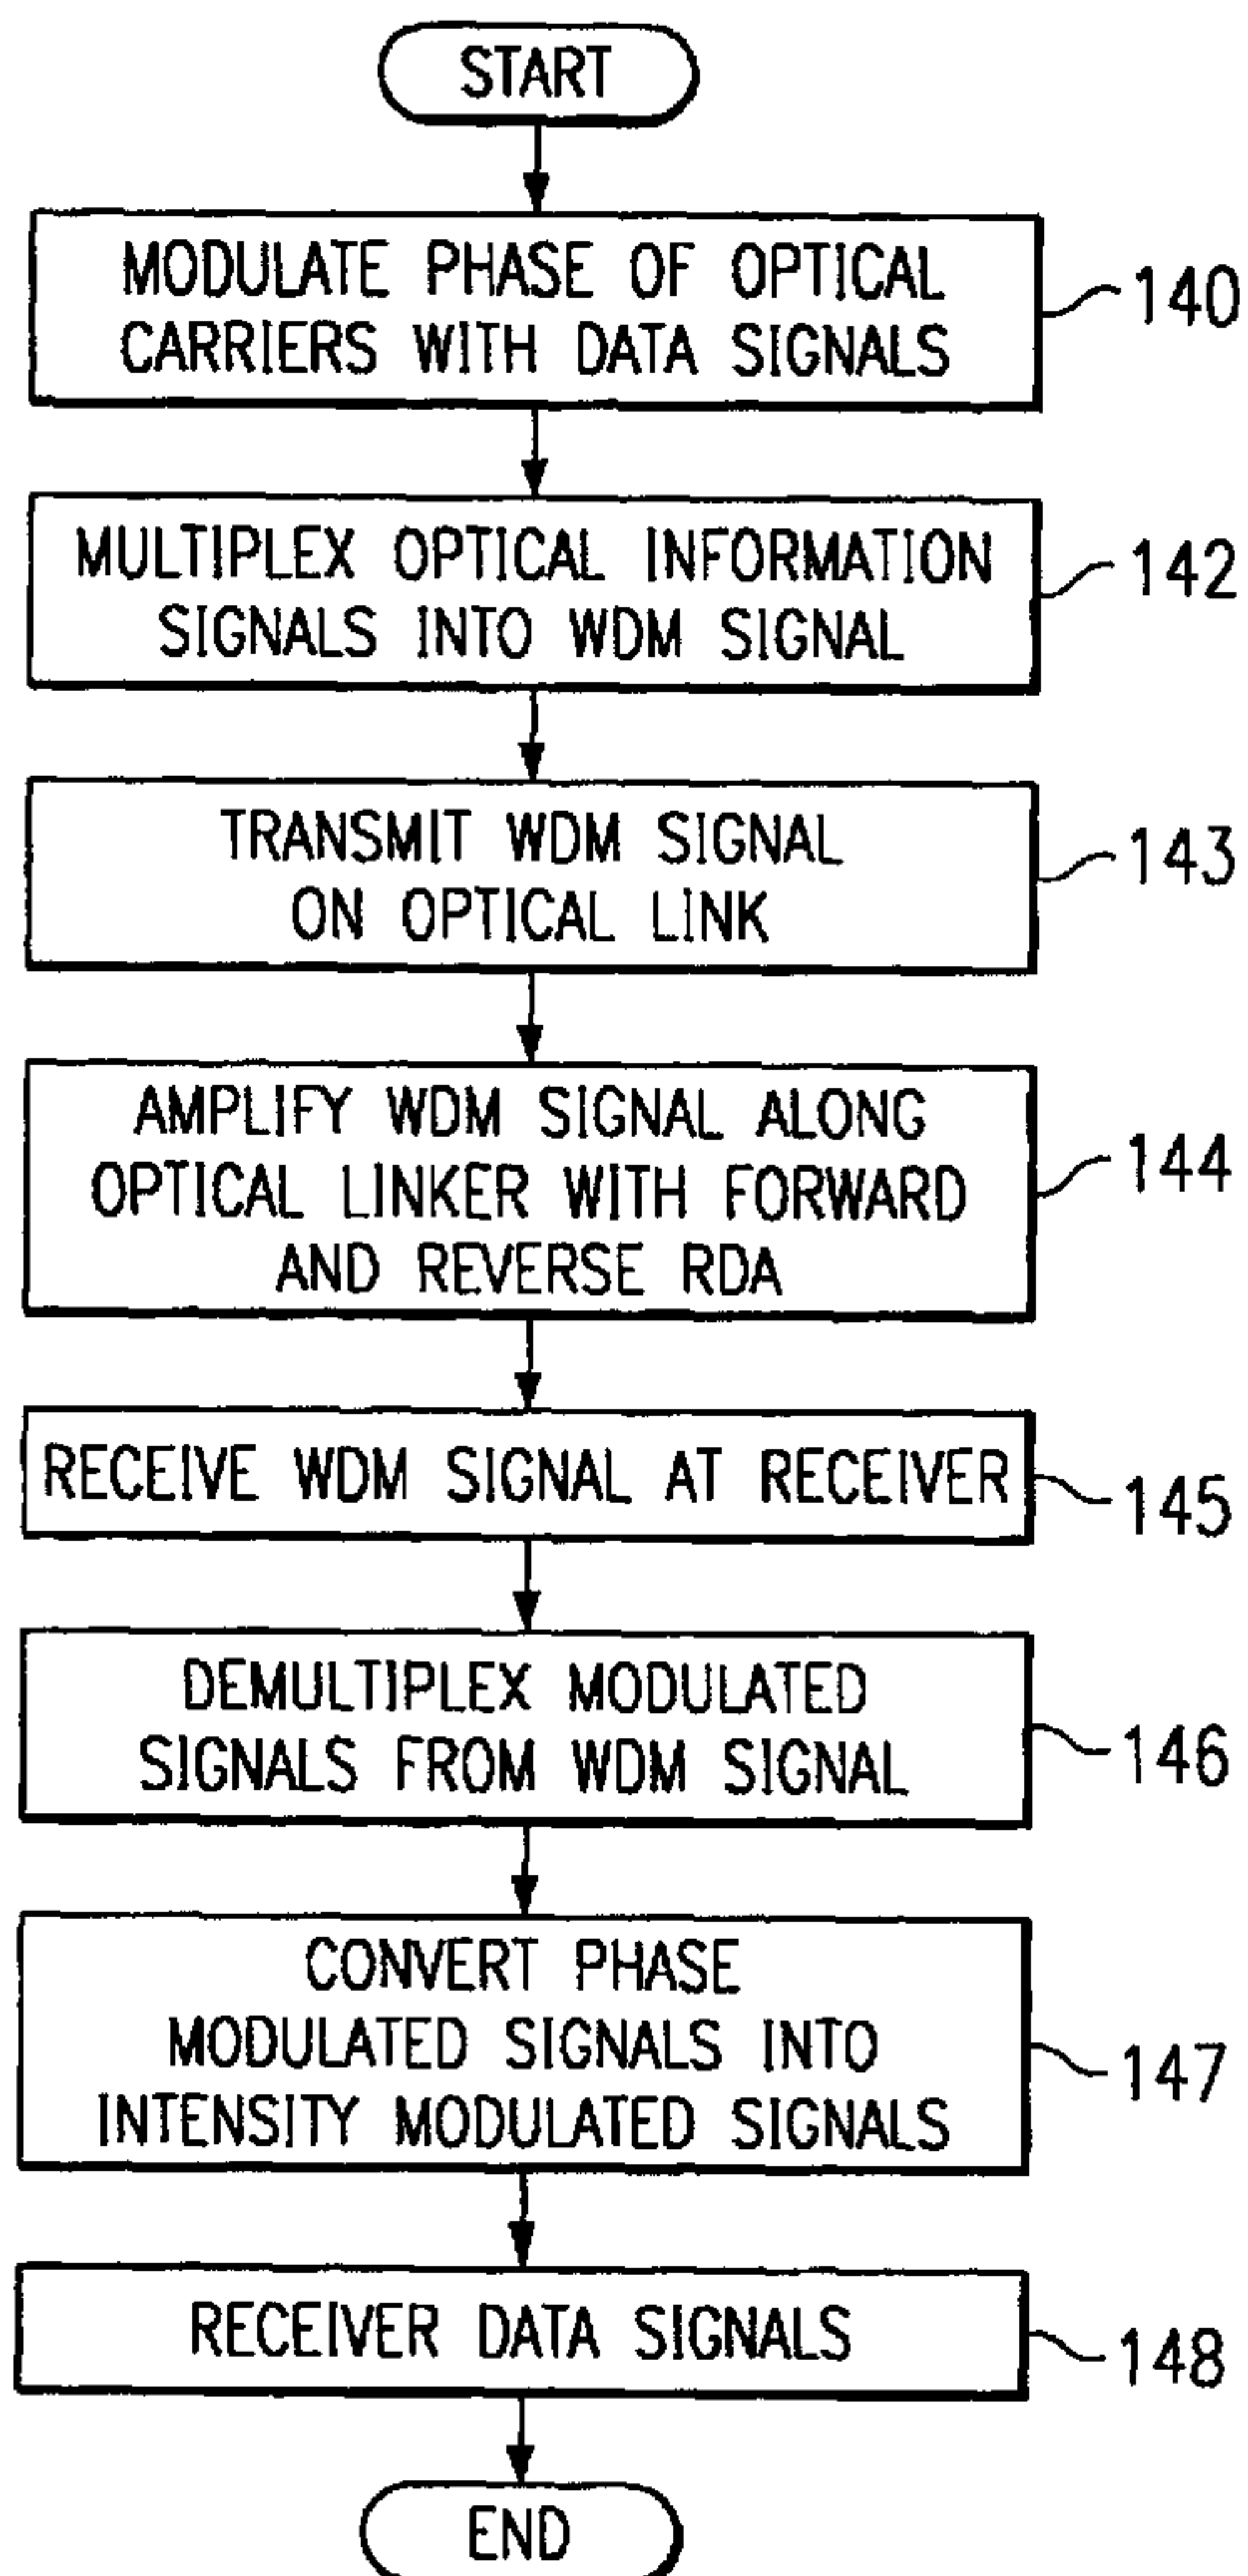 START
MODULATE PHASE OF OPTICAL
CARRIERS WITH DATA SIGNALS
140
MULTIPLEX OPTICAL INFORMATION
SIGNALS INTO WDM SIGNAL
142
TRANSMIT WDM SIGNAL
ON OPTICAL LINK
143
AMPLIFY WDM SIGNAL ALONG
OPTICAL LINKER WITH FORWARD
AND REVERSE RDA
144
RECEIVE WDM SIGNAL AT RECEIVER
145
DEMULTIPLEX MODULATED
SIGNALS FROM WDM SIGNAL
146
CONVERT PHASE
MODULATED SIGNALS INTO
INTENSITY MODULATED SIGNALS
147
RECEIVER DATA SIGNALS
148
END